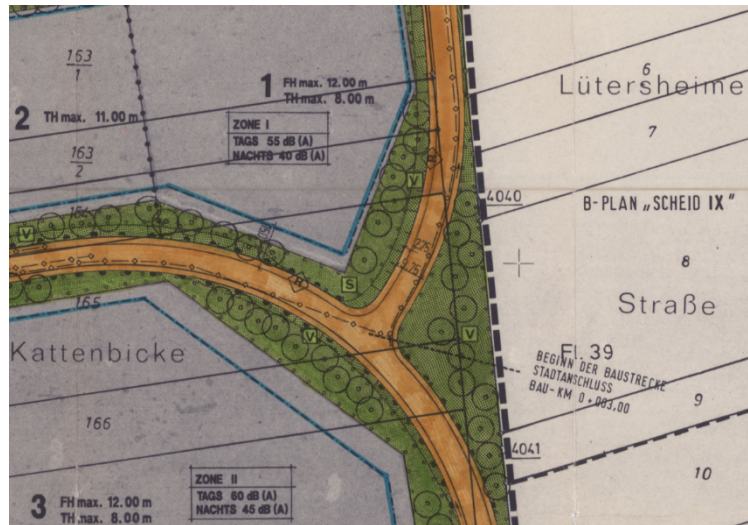 163
1
2 TH max. 11.00 m
163
2
1 FH max. 12.00 m
TH max. 8.00 m
ZONE I
TAGS 55 dB (A)
NACHTS 40 dB (A)
6
Lütersheime
7
4040
B-PLAN „SCHEID IX"
8
Straße
V
V
S
V
V
165
Kattenbicke
166
Fl. 39
BEGINN DER BAUSTRECKE
STADTANSCHLUSS
BAU-KM 0+003,00
9
4041
10
ZONE II
TAGS 60 dB (A)
NACHTS 45 dB (A)
3 FH max. 12.00 m
TH max. 8.00 m